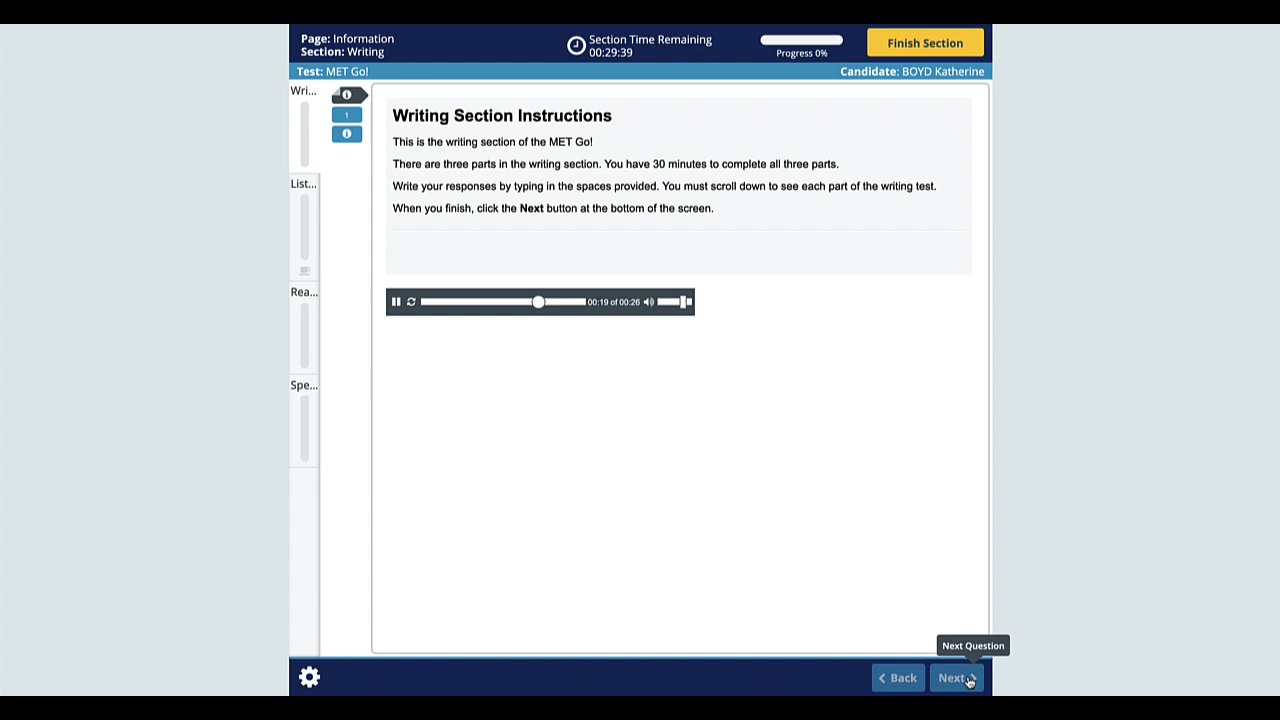 Page: Information
Section: Writing
Section Time Remaining
00:29:39
Progress 0%
Finish Section
Test: MET Go!
Candidate: BOYD Katherine
Wri...
1
List...
Rea...
Spe...
Writing Section Instructions
This is the writing section of the MET Go!
There are three parts in the writing section. You have 30 minutes to complete all three parts.
Write your responses by typing in the spaces provided. You must scroll down to see each part of the writing test.
When you finish, click the Next button at the bottom of the screen.
00:19 of 00:26
Next Question
Back
Next